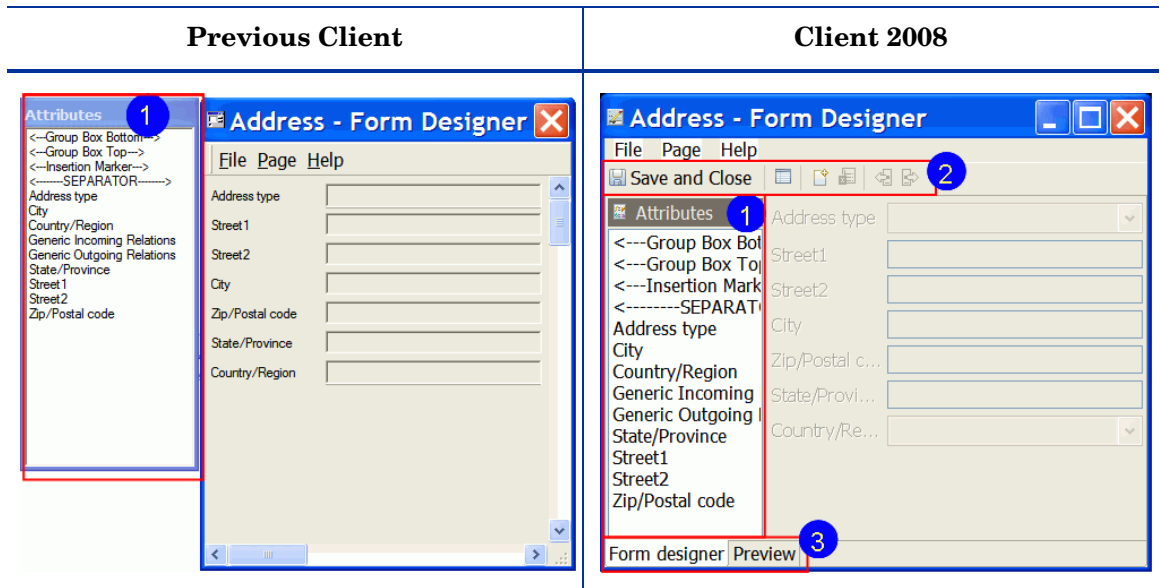 Previous Client
Client 2008
Attributes 1
<---Group Box Bottom--->
<---Group Box Top--->
<---Insertion Marker--->
<--------SEPARATOR-------->
Address type
City
Country/Region
Generic Incoming Relations
Generic Outgoing Relations
State/Province
Street1
Street2
Zip/Postal code
Address - Form Designer
File Page Help
Address type
Street1
Street2
City
Zip/Postal code
State/Province
Country/Region
Address - Form Designer
File Page Help
Save and Close 2
Attributes 1
<---Group Box Bot
<---Group Box To
<---Insertion Mark
<--------SEPARAT
Address type
City
Country/Region
Generic Incoming
Generic Outgoing
State/Province
Street1
Street2
Zip/Postal code
Address type
Street1
Street2
City
Zip/Postal c...
State/Provi...
Country/Re...
Form designer Preview 3